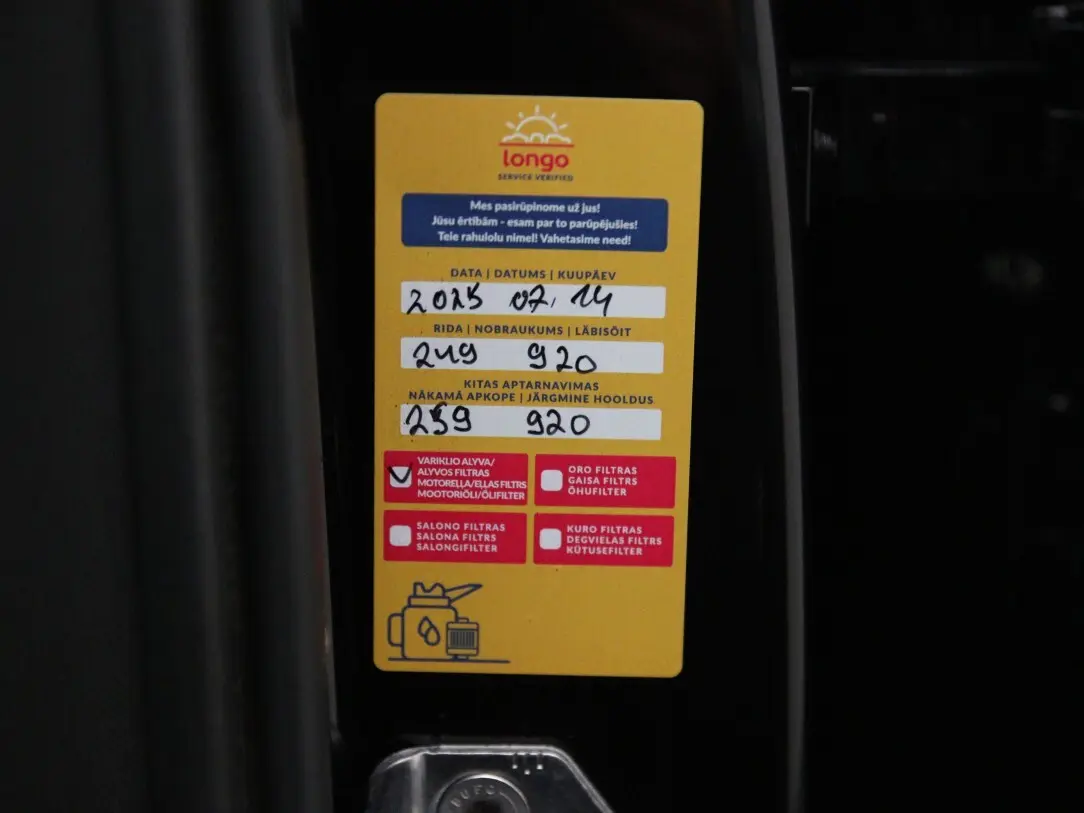 longo
SERVICE VERIFIED
Mes pasirūpinome už jus!
Jūsu ērtībām - esam par to parūpējušies!
Teie rahulolu nimel! Vahetasime need!
DATA | DATUMS | KUUPÄEV
2025 07. 14
RIDA | NOBRAUKUMS | LÄBISÕIT
249 920
KITAS APTARNAVIMAS
NĀKAMĀ APKOPE | JÄRGMINE HOOLDUS
259 920
VARIKLIO ALYVA/
ALYVOS FILTRAS
MOTOREĻĻA/EĻĻAS FILTRS
MOOTORIÕLI/ÕLIFILTER
ORO FILTRAS
GAISA FILTRS
ÕHUFILTER
SALONO FILTRAS
SALONA FILTRS
SALONGIFILTER
KURO FILTRAS
DEGVIELAS FILTRS
KÜTUSEFILTER